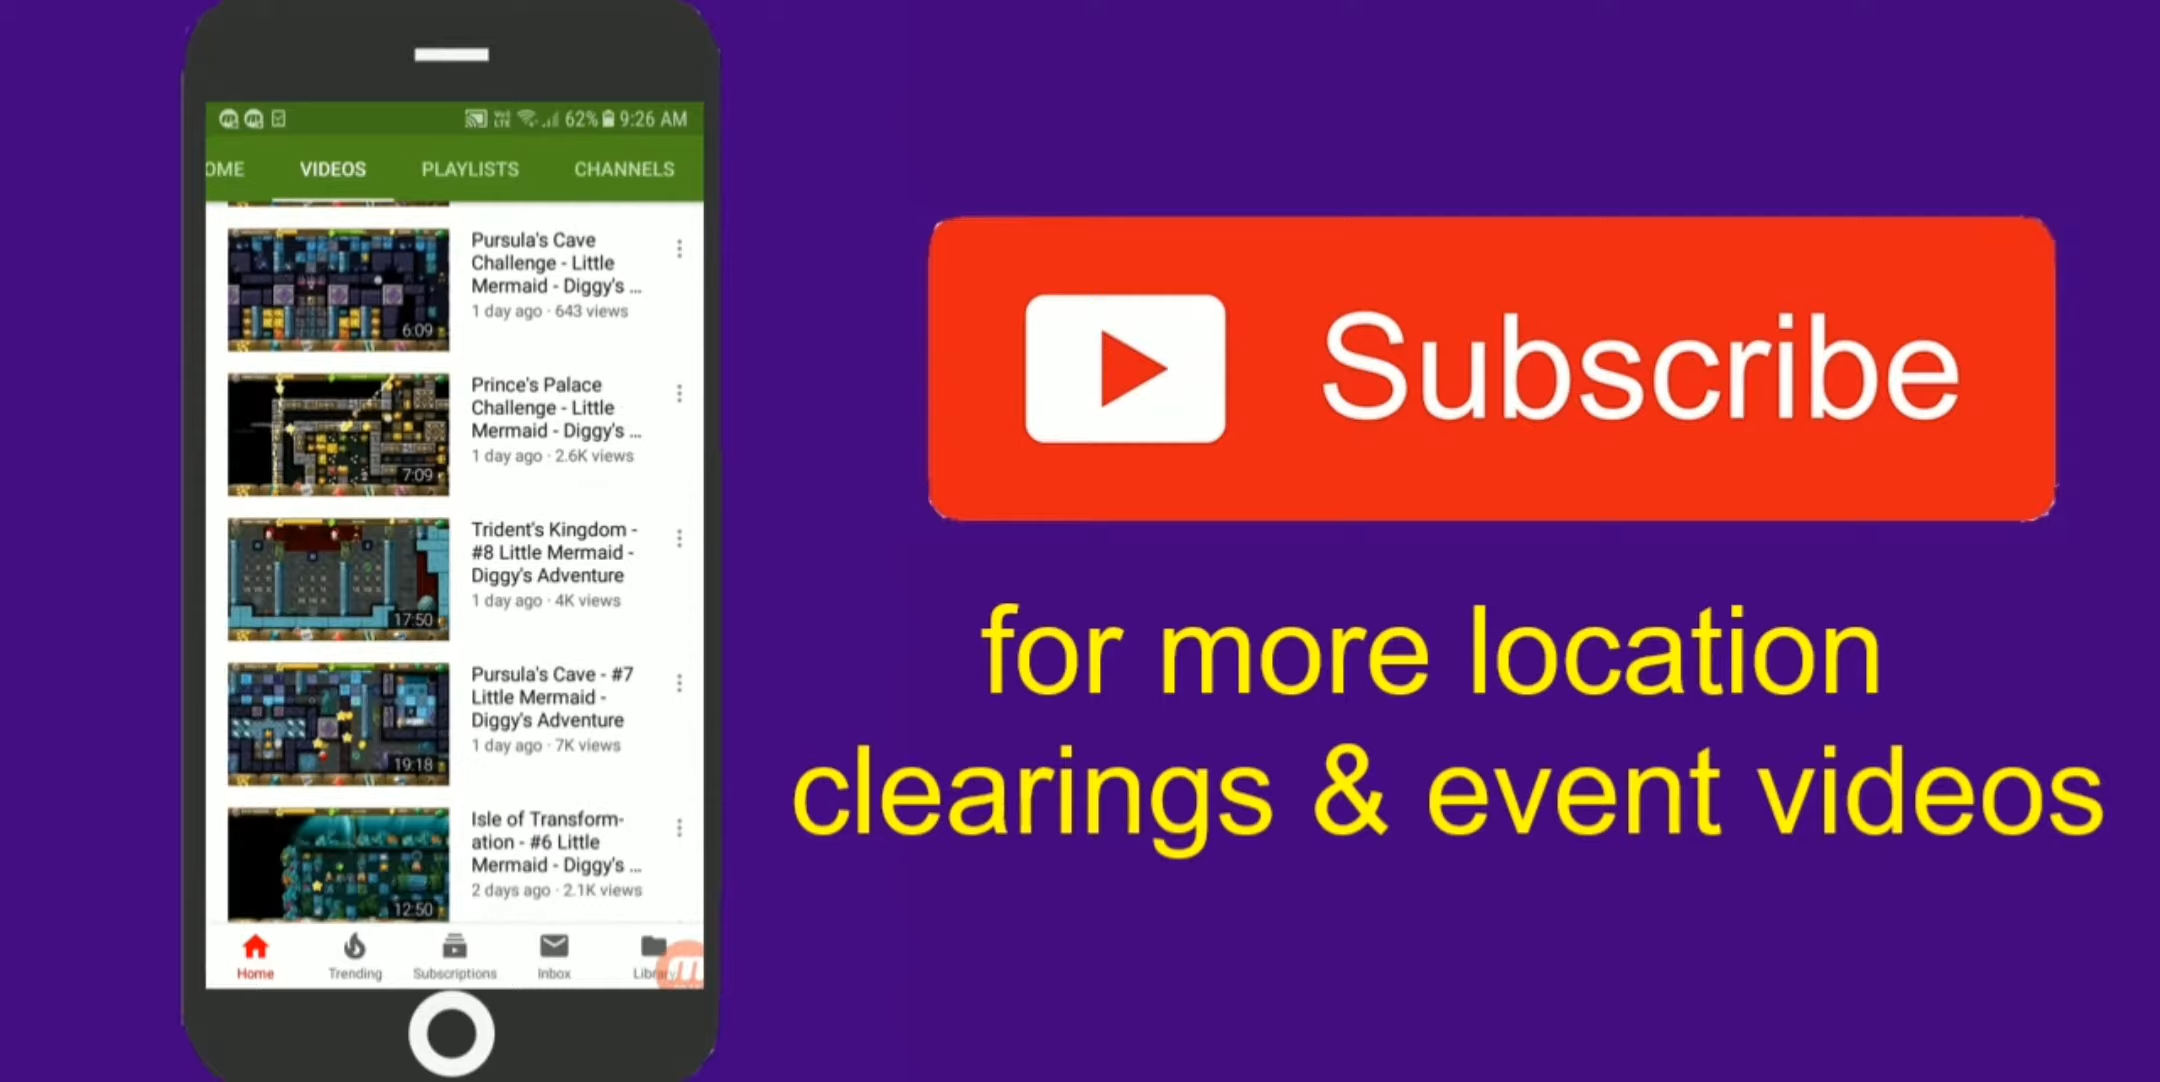 62% 9:26 AM
OME VIDEOS PLAYLISTS CHANNELS
Pursula's Cave
Challenge - Little
Mermaid - Diggy's ...
1 day ago · 643 views
6:09
Prince's Palace
Challenge - Little
Mermaid - Diggy's ...
1 day ago · 2.6K views
7:09
Trident's Kingdom -
#8 Little Mermaid -
Diggy's Adventure
1 day ago · 4K views
17:50
Pursula's Cave - #7
Little Mermaid -
Diggy's Adventure
1 day ago · 7K views
19:18
Isle of Transform-
ation - #6 Little
Mermaid - Diggy's ...
2 days ago · 2.1K views
12:50
Home Trending Subscriptions Inbox Library
Subscribe
for more location
clearings & event videos